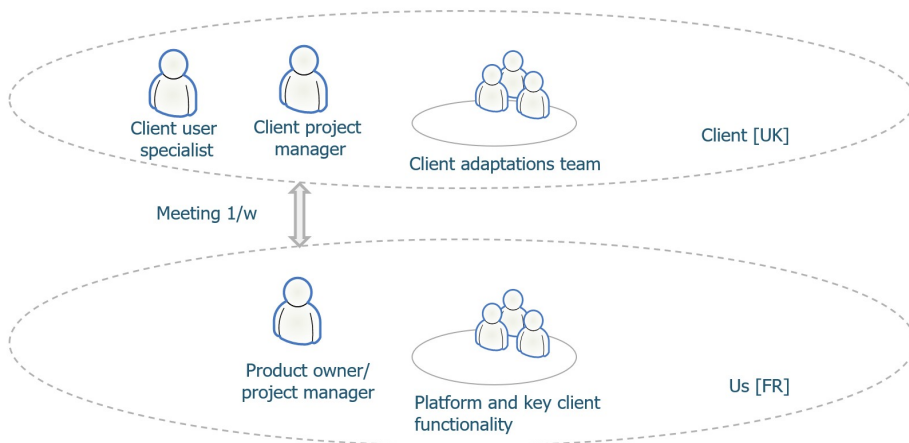 Client user
specialist
Client project
manager
Client adaptations team
Client [UK]
Meeting 1/w
Product owner/
project manager
Platform and key client
functionality
Us [FR]